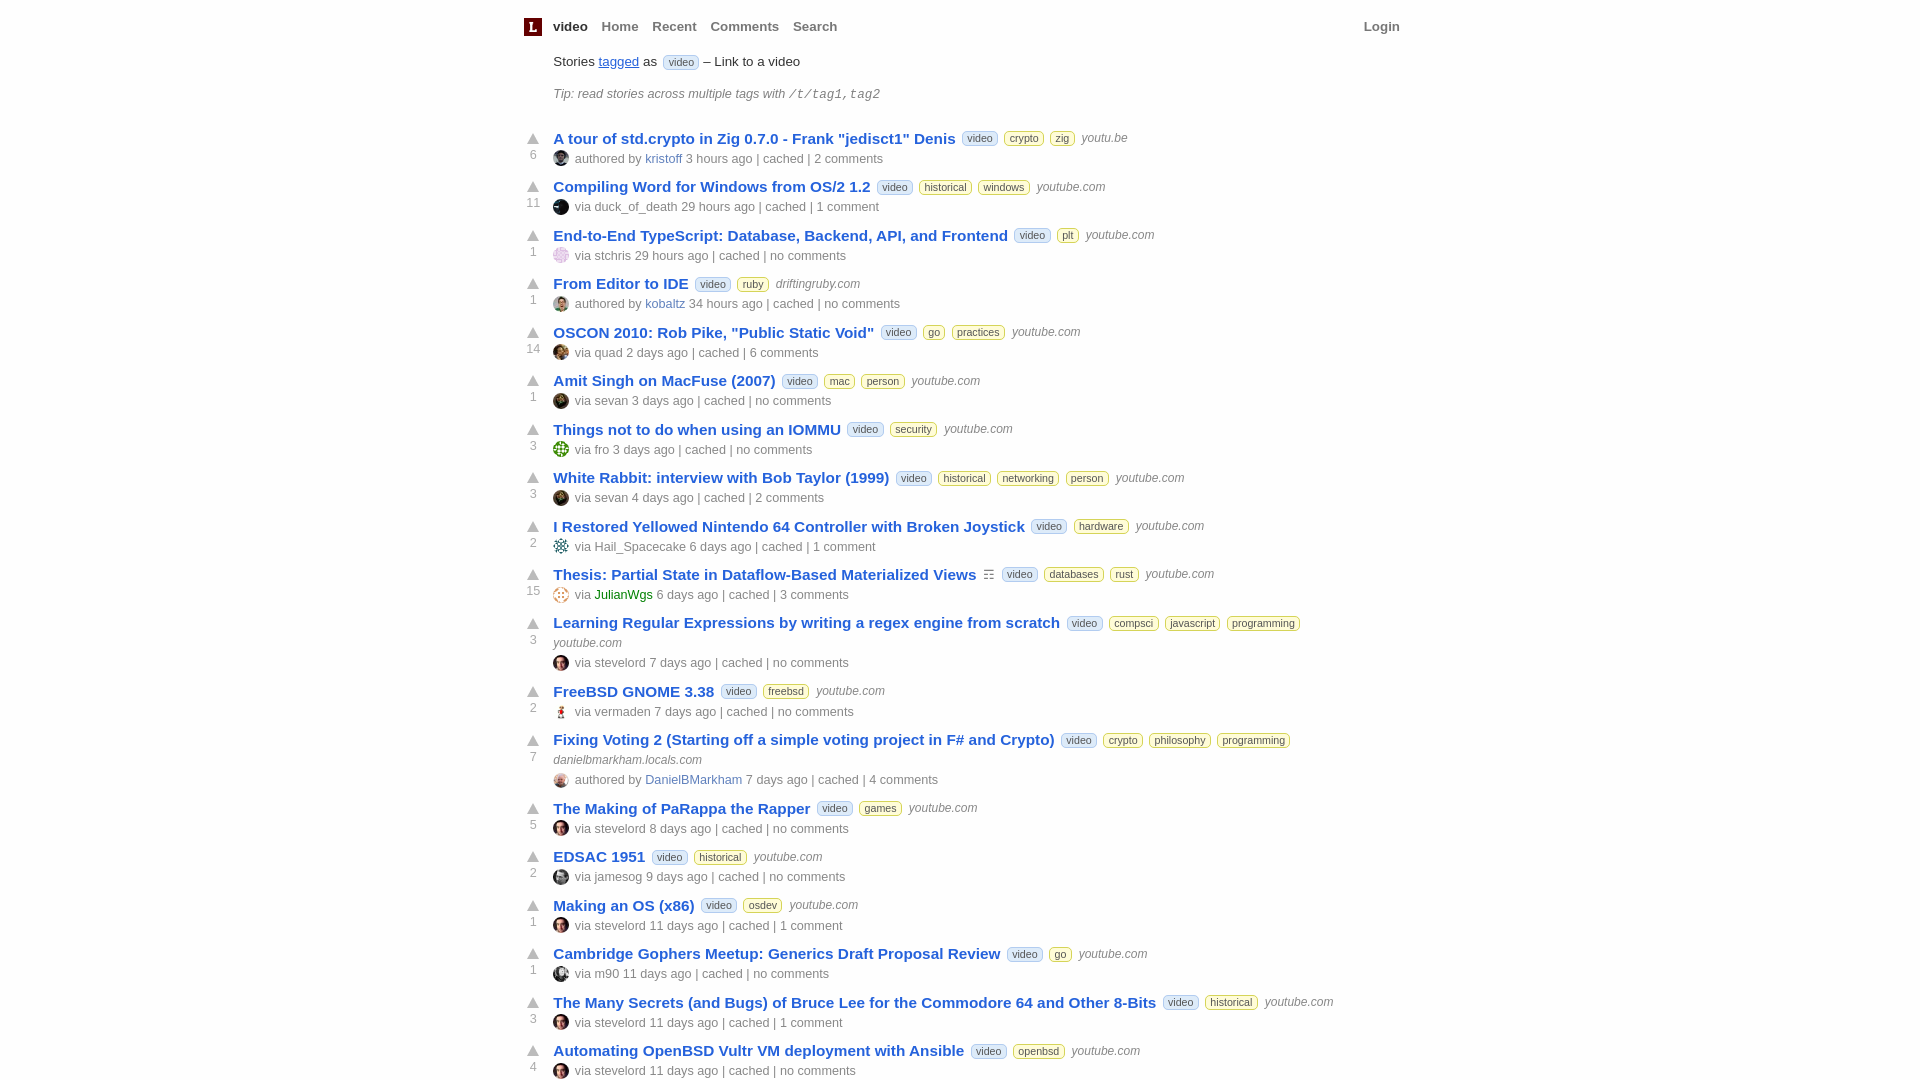 L video Home Recent Comments Search Login
Stories tagged as video – Link to a video
Tip: read stories across multiple tags with /t/tag1,tag2
A tour of std.crypto in Zig 0.7.0 - Frank "jedisct1" Denis video crypto zig youtu.be
6 authored by kristoff 3 hours ago | cached | 2 comments
Compiling Word for Windows from OS/2 1.2 video historical windows youtube.com
11 via duck_of_death 29 hours ago | cached | 1 comment
End-to-End TypeScript: Database, Backend, API, and Frontend video plt youtube.com
1 via stchris 29 hours ago | cached | no comments
From Editor to IDE video ruby driftingruby.com
1 authored by kobaltz 34 hours ago | cached | no comments
OSCON 2010: Rob Pike, "Public Static Void" video go practices youtube.com
14 via quad 2 days ago | cached | 6 comments
Amit Singh on MacFuse (2007) video mac person youtube.com
1 via sevan 3 days ago | cached | no comments
Things not to do when using an IOMMU video security youtube.com
3 via fro 3 days ago | cached | no comments
White Rabbit: interview with Bob Taylor (1999) video historical networking person youtube.com
3 via sevan 4 days ago | cached | 2 comments
I Restored Yellowed Nintendo 64 Controller with Broken Joystick video hardware youtube.com
2 via Hail_Spacecake 6 days ago | cached | 1 comment
Thesis: Partial State in Dataflow-Based Materialized Views ☶ video databases rust youtube.com
15 via JulianWgs 6 days ago | cached | 3 comments
Learning Regular Expressions by writing a regex engine from scratch video compsci javascript programming
3 youtube.com
via stevelord 7 days ago | cached | no comments
FreeBSD GNOME 3.38 video freebsd youtube.com
2 via vermaden 7 days ago | cached | no comments
Fixing Voting 2 (Starting off a simple voting project in F# and Crypto) video crypto philosophy programming
7 danielbmarkham.locals.com
authored by DanielBMarkham 7 days ago | cached | 4 comments
The Making of PaRappa the Rapper video games youtube.com
5 via stevelord 8 days ago | cached | no comments
EDSAC 1951 video historical youtube.com
2 via jamesog 9 days ago | cached | no comments
Making an OS (x86) video osdev youtube.com
1 via stevelord 11 days ago | cached | 1 comment
Cambridge Gophers Meetup: Generics Draft Proposal Review video go youtube.com
1 via m90 11 days ago | cached | no comments
The Many Secrets (and Bugs) of Bruce Lee for the Commodore 64 and Other 8-Bits video historical youtube.com
3 via stevelord 11 days ago | cached | 1 comment
Automating OpenBSD Vultr VM deployment with Ansible video openbsd youtube.com
4 via stevelord 11 days ago | cached | no comments